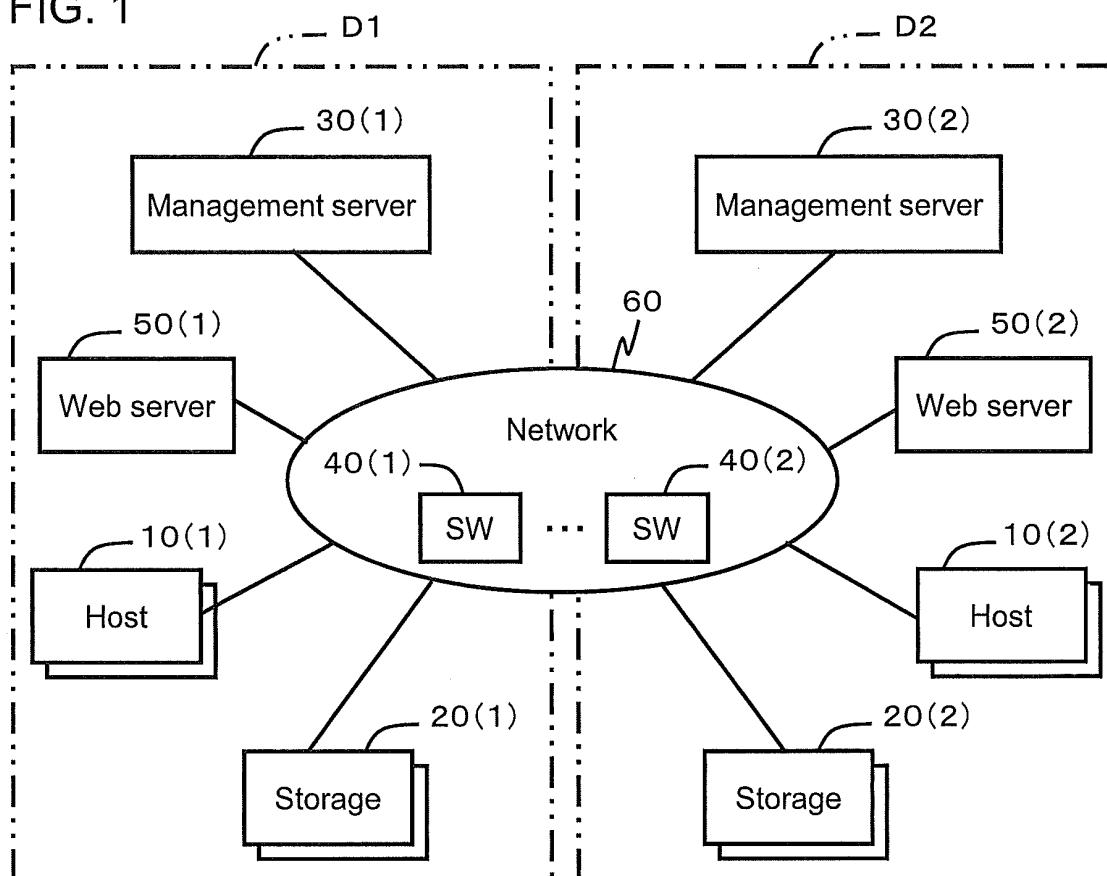 FIG. 1
D1
D2
30(1)
30(2)
Management server
Management server
60
50(1)
50(2)
Web server
Web server
Network
40(1)
40(2)
SW
...
SW
10(1)
10(2)
Host
Host
20(1)
20(2)
Storage
Storage